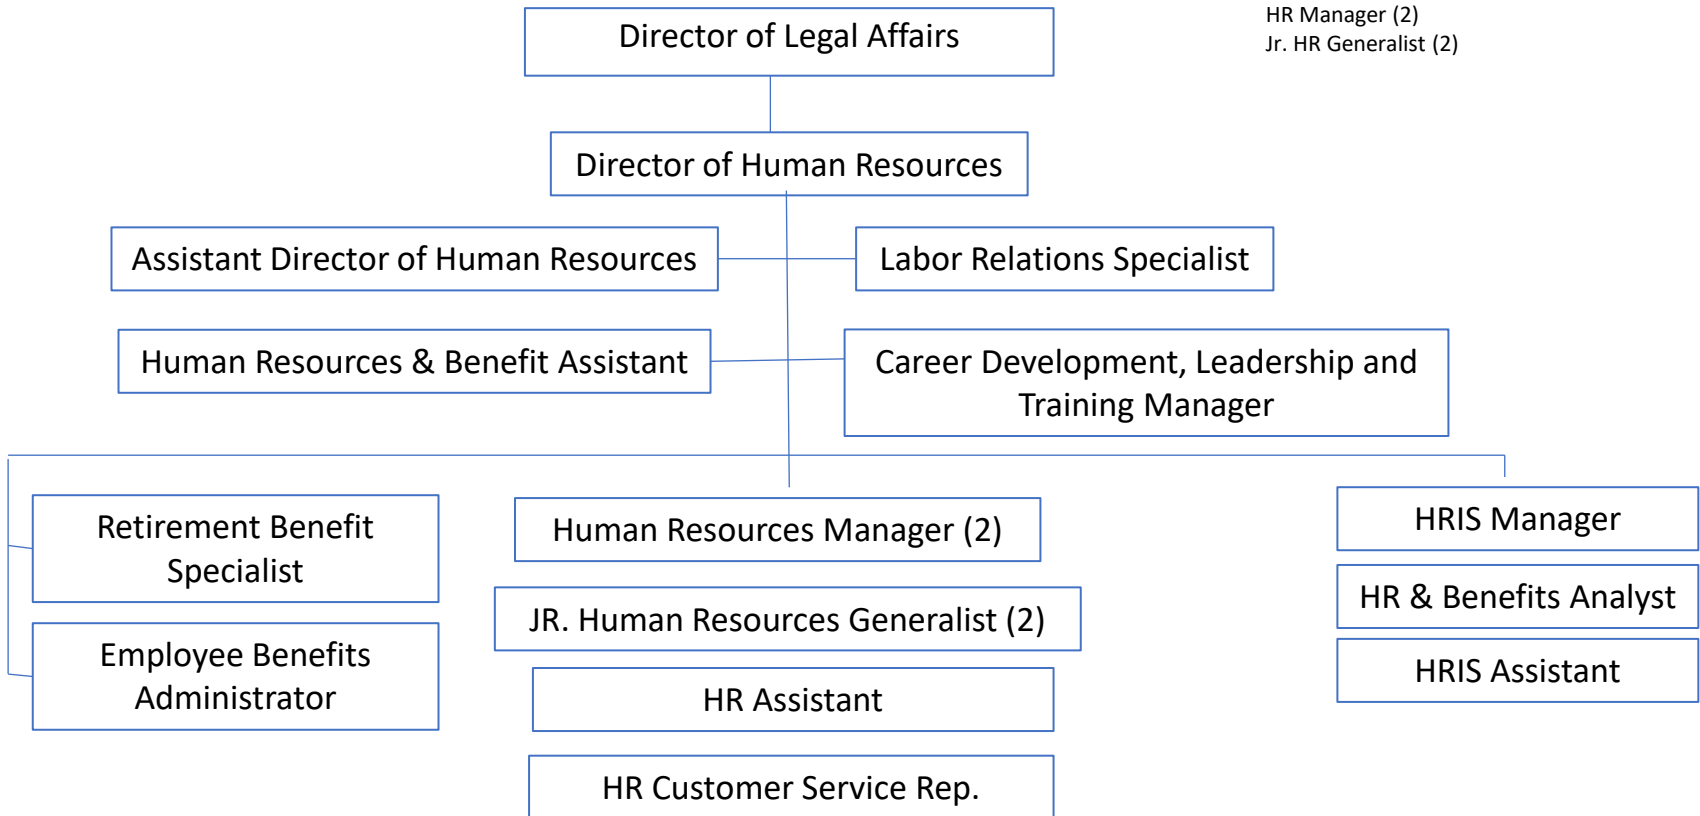 Director of Legal Affairs
HR Manager (2)
Jr. HR Generalist (2)
Director of Human Resources
Assistant Director of Human Resources
Labor Relations Specialist
Human Resources & Benefit Assistant
Career Development, Leadership and
Training Manager
Retirement Benefit
Specialist
Employee Benefits
Administrator
Human Resources Manager (2)
JR. Human Resources Generalist (2)
HR Assistant
HR Customer Service Rep.
HRIS Manager
HR & Benefits Analyst
HRIS Assistant